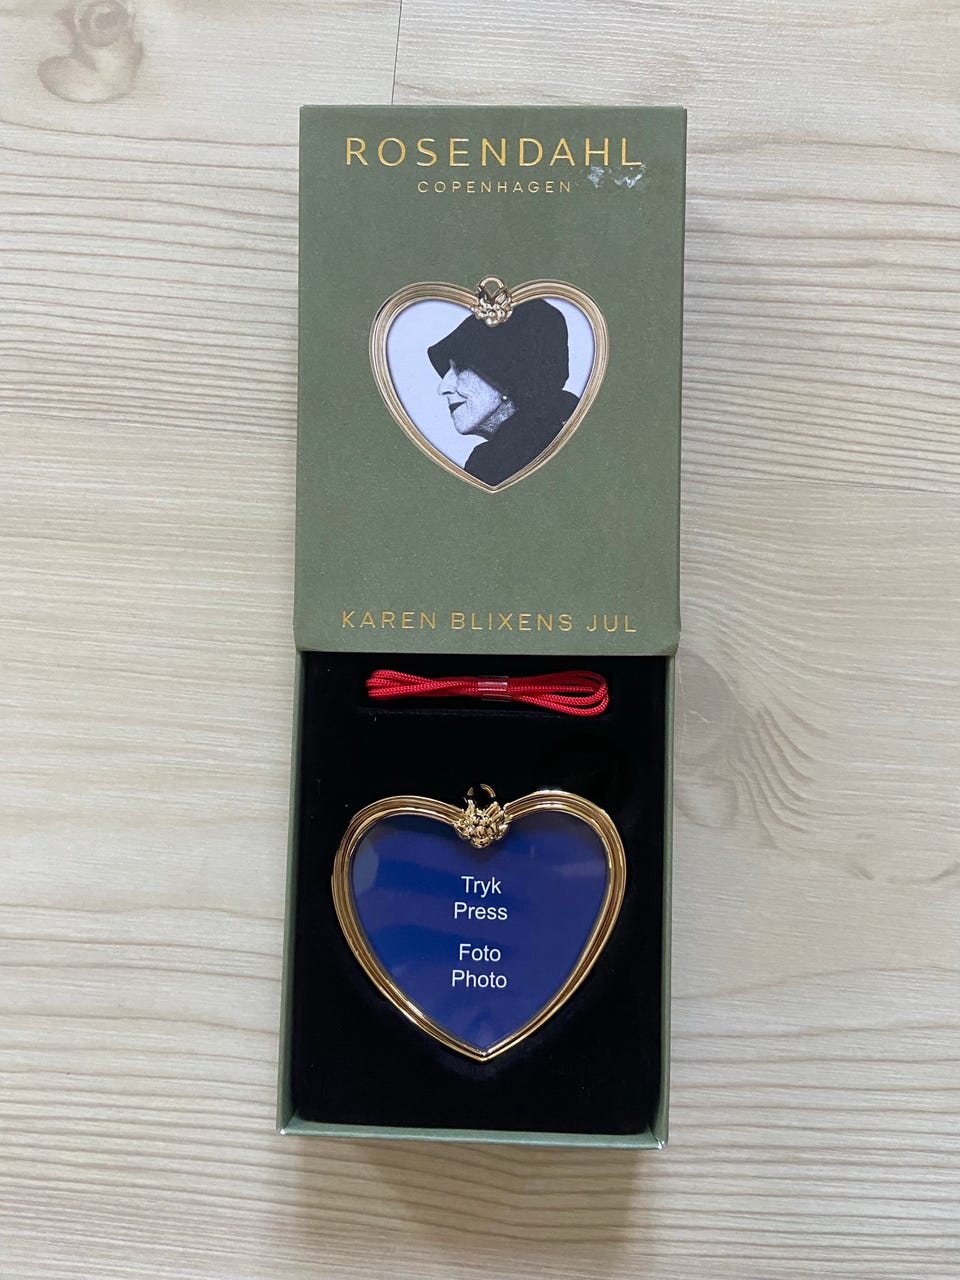 ROSENDAHL
COPENHAGEN
KAREN BLIXENS JUL
Tryk
Press
Foto
Photo